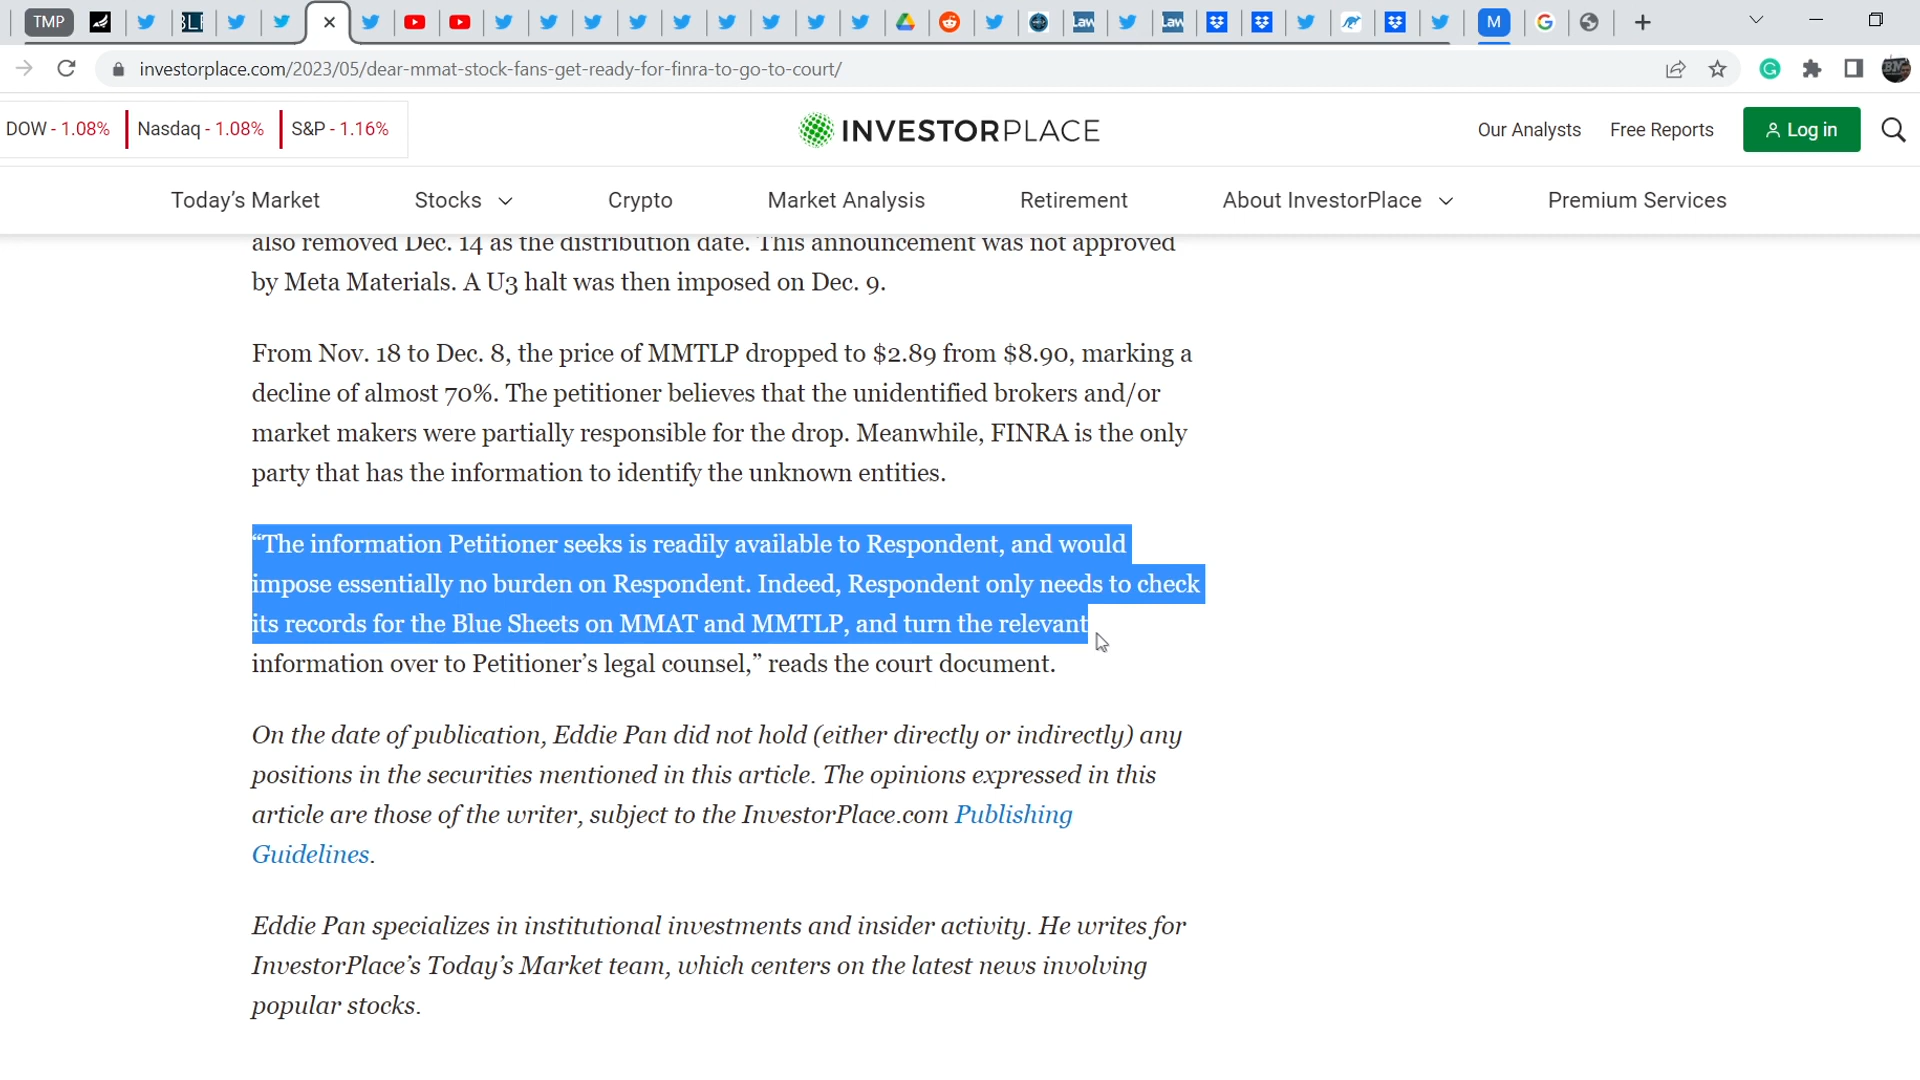 TMP
BLF
Law
Law
M
investorplace.com/2023/05/dear-mmat-stock-fans-get-ready-for-finra-to-go-to-court/
DOW - 1.08% Nasdaq - 1.08% S&P - 1.16%
INVESTORPLACE
Our Analysts Free Reports Log in
Today’s Market Stocks Crypto Market Analysis Retirement About InvestorPlace Premium Services
also removed Dec. 14 as the distribution date. This announcement was not approved
by Meta Materials. A U3 halt was then imposed on Dec. 9.
From Nov. 18 to Dec. 8, the price of MMTLP dropped to $2.89 from $8.90, marking a
decline of almost 70%. The petitioner believes that the unidentified brokers and/or
market makers were partially responsible for the drop. Meanwhile, FINRA is the only
party that has the information to identify the unknown entities.
“The information Petitioner seeks is readily available to Respondent, and would
impose essentially no burden on Respondent. Indeed, Respondent only needs to check
its records for the Blue Sheets on MMAT and MMTLP, and turn the relevant
information over to Petitioner’s legal counsel,” reads the court document.
On the date of publication, Eddie Pan did not hold (either directly or indirectly) any
positions in the securities mentioned in this article. The opinions expressed in this
article are those of the writer, subject to the InvestorPlace.com Publishing
Guidelines.
Eddie Pan specializes in institutional investments and insider activity. He writes for
InvestorPlace’s Today’s Market team, which centers on the latest news involving
popular stocks.